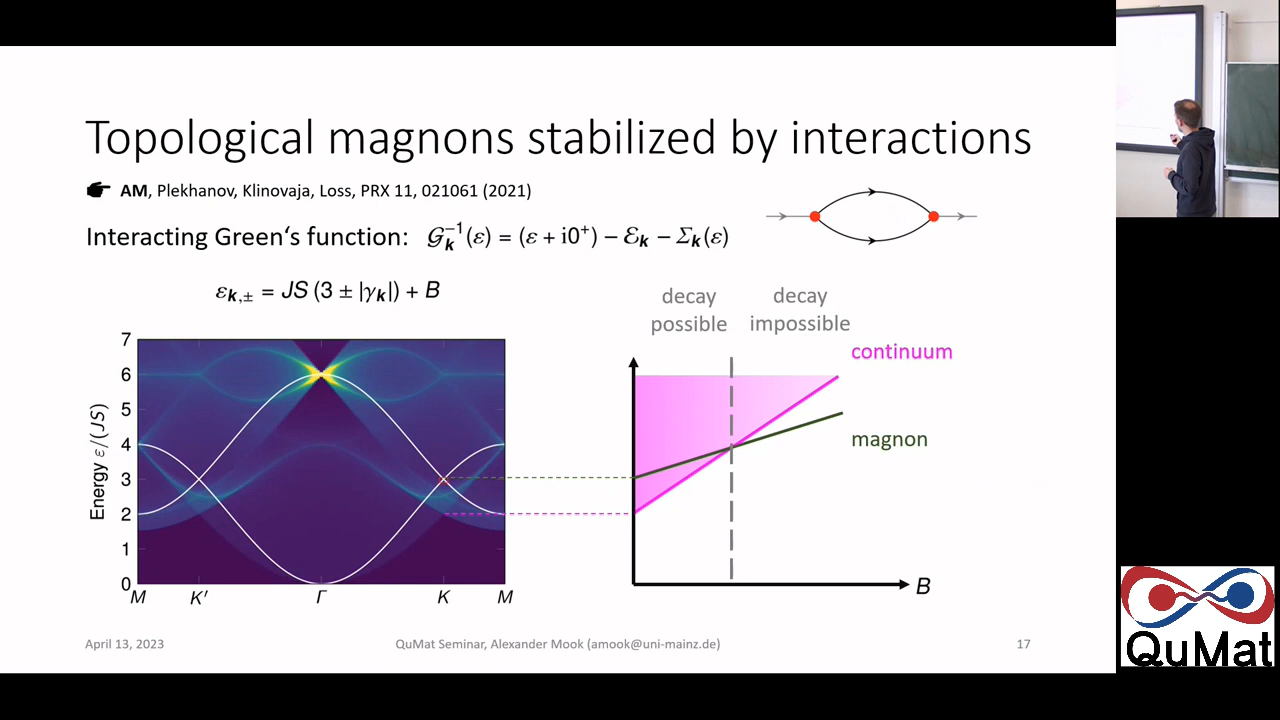 Topological magnons stabilized by interactions
☛ AM, Plekhanov, Klinovaja, Loss, PRX 11, 021061 (2021)
Interacting Green‘s function: 𝒢ₖ⁻¹(ε) = (ε + i0⁺) − ℰₖ − Σₖ(ε)
εₖ,± = JS (3 ± |γₖ|) + B
decay possible
decay impossible
continuum
magnon
B
Energy ε/(JS)
7
6
5
4
3
2
1
0
M K' Γ K M
April 13, 2023
QuMat Seminar, Alexander Mook (amook@uni-mainz.de)
17
QuMat